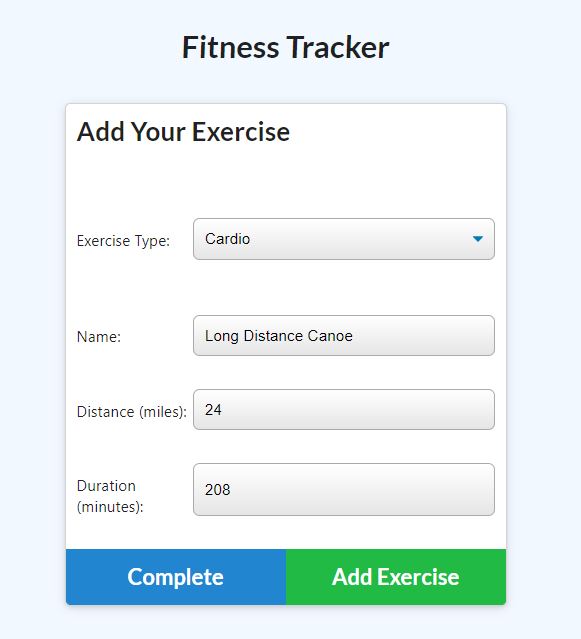 Fitness Tracker
Add Your Exercise
Exercise Type: Cardio
Name: Long Distance Canoe
Distance (miles): 24
Duration
(minutes): 208
Complete Add Exercise